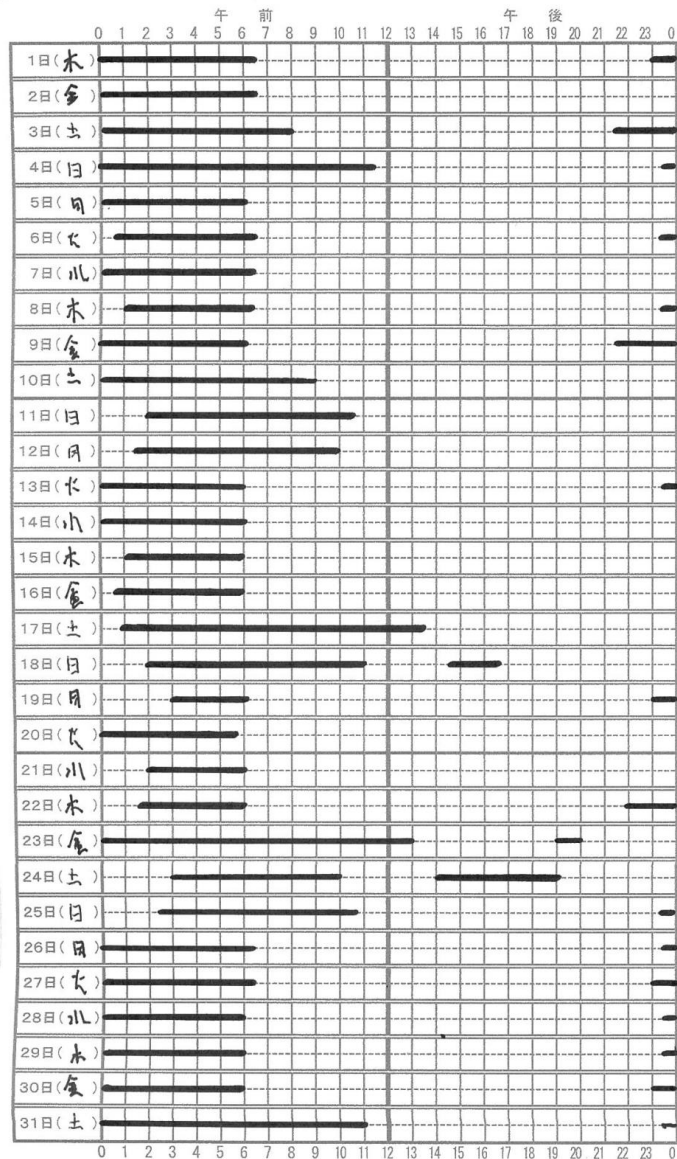 午 前 午 後
0 1 2 3 4 5 6 7 8 9 10 11 12 13 14 15 16 17 18 19 20 21 22 23 0
1日(木)
2日(金)
3日(土)
4日(日)
5日(月)
6日(火)
7日(水)
8日(木)
9日(金)
10日(土)
11日(日)
12日(月)
13日(火)
14日(水)
15日(木)
16日(金)
17日(土)
18日(日)
19日(月)
20日(火)
21日(水)
22日(木)
23日(金)
24日(土)
25日(日)
26日(月)
27日(火)
28日(水)
29日(木)
30日(金)
31日(土)
0 1 2 3 4 5 6 7 8 9 10 11 12 13 14 15 16 17 18 19 20 21 22 23 0